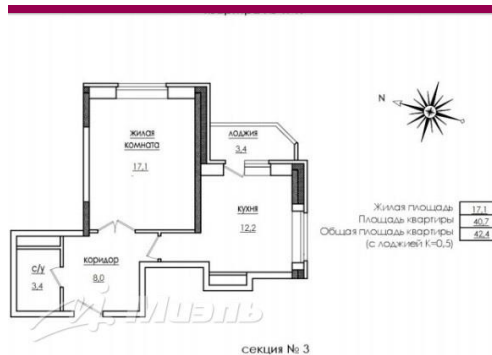 N
жилая
комната
17,1
лоджия
3,4
кухня
12,2
Жилая площадь 17,1
Площадь квартиры 40,7
Общая площадь квартиры 42,4
(с лоджией К=0,5)
с/у
3,4
коридор
8,0
Миэль
секция № 3